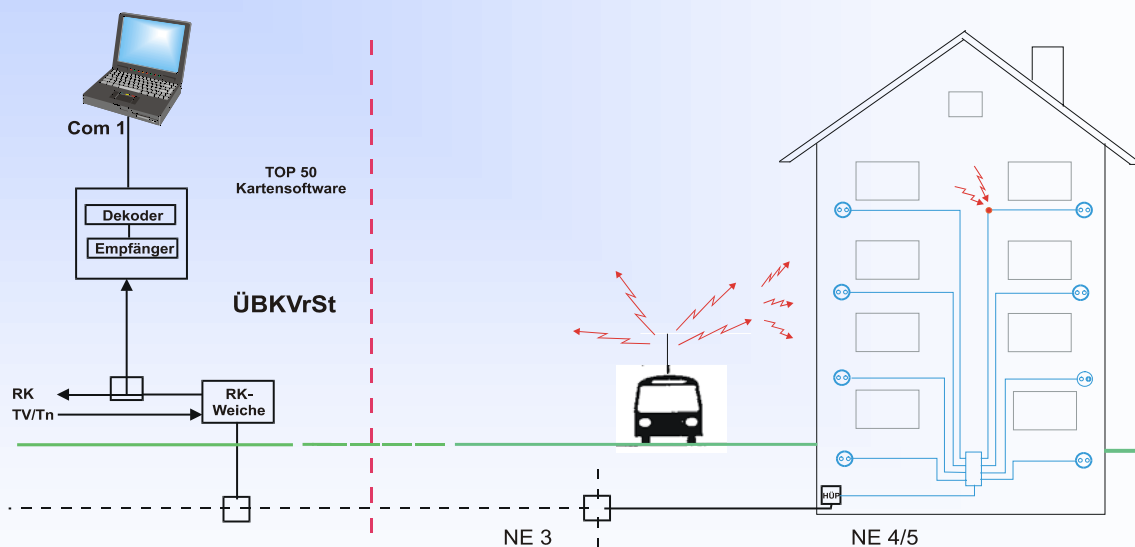 Com 1
TOP 50
Kartensoftware
Dekoder
Empfänger
ÜBKVrSt
RK
TV/Tn
RK-
Weiche
HÜP
NE 3
NE 4/5